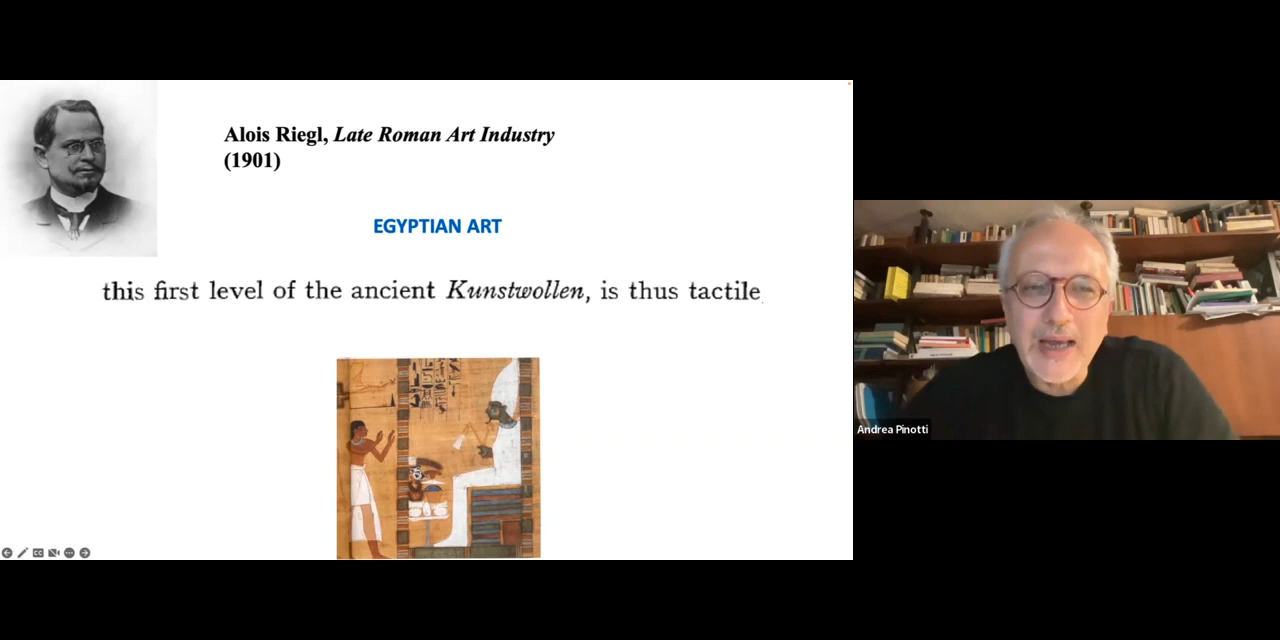 Alois Riegl, Late Roman Art Industry
(1901)
EGYPTIAN ART
this first level of the ancient Kunstwollen, is thus tactile
Andrea Pinotti